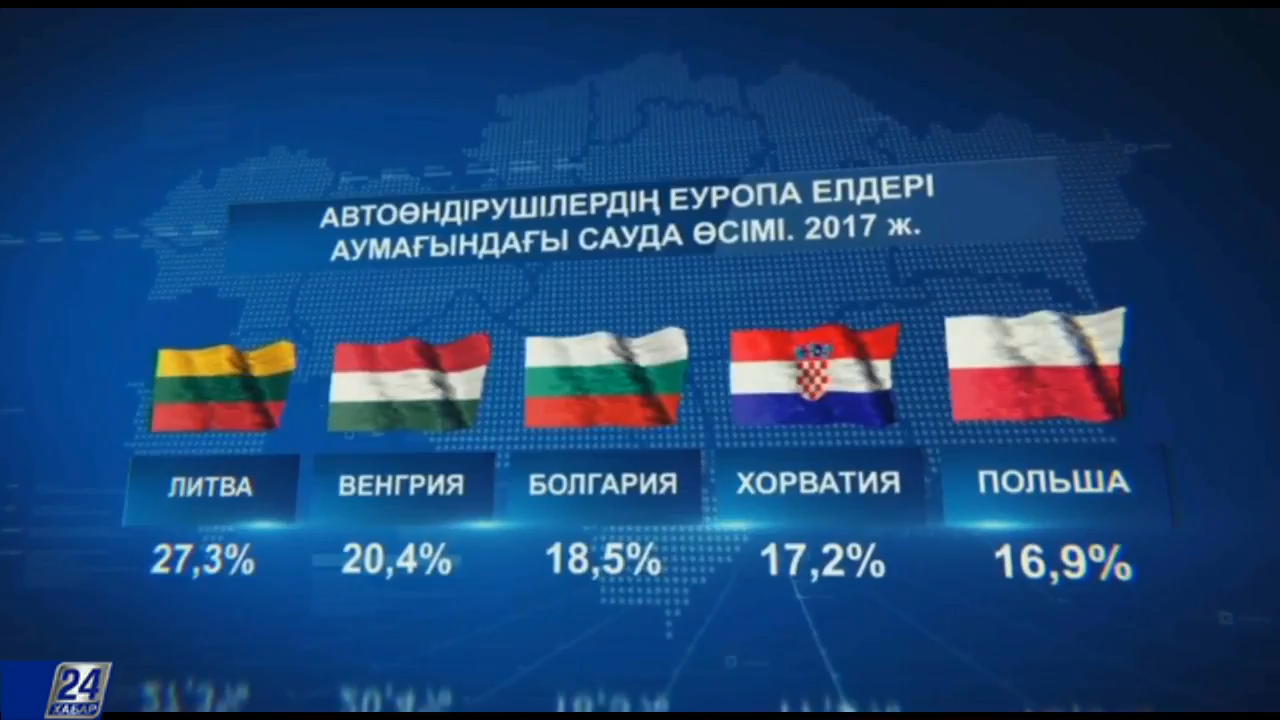 АВТОӨНДІРУШІЛЕРДІҢ ЕУРОПА ЕЛДЕРІ
АУМАҒЫНДАҒЫ САУДА ӨСІМІ. 2017 ж.
ЛИТВА
ВЕНГРИЯ
БОЛГАРИЯ
ХОРВАТИЯ
ПОЛЬША
27,3%
20,4%
18,5%
17,2%
16,9%
24
ХАБАР